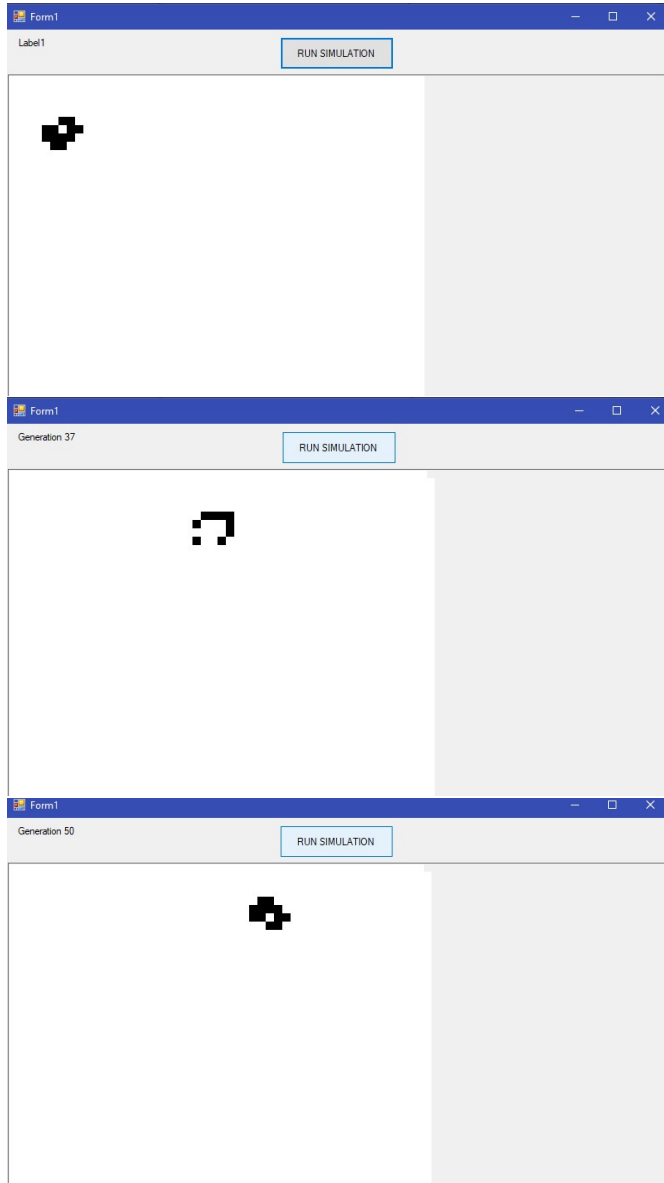 Form1
Label1
RUN SIMULATION
Form1
Generation 37
RUN SIMULATION
Form1
Generation 50
RUN SIMULATION